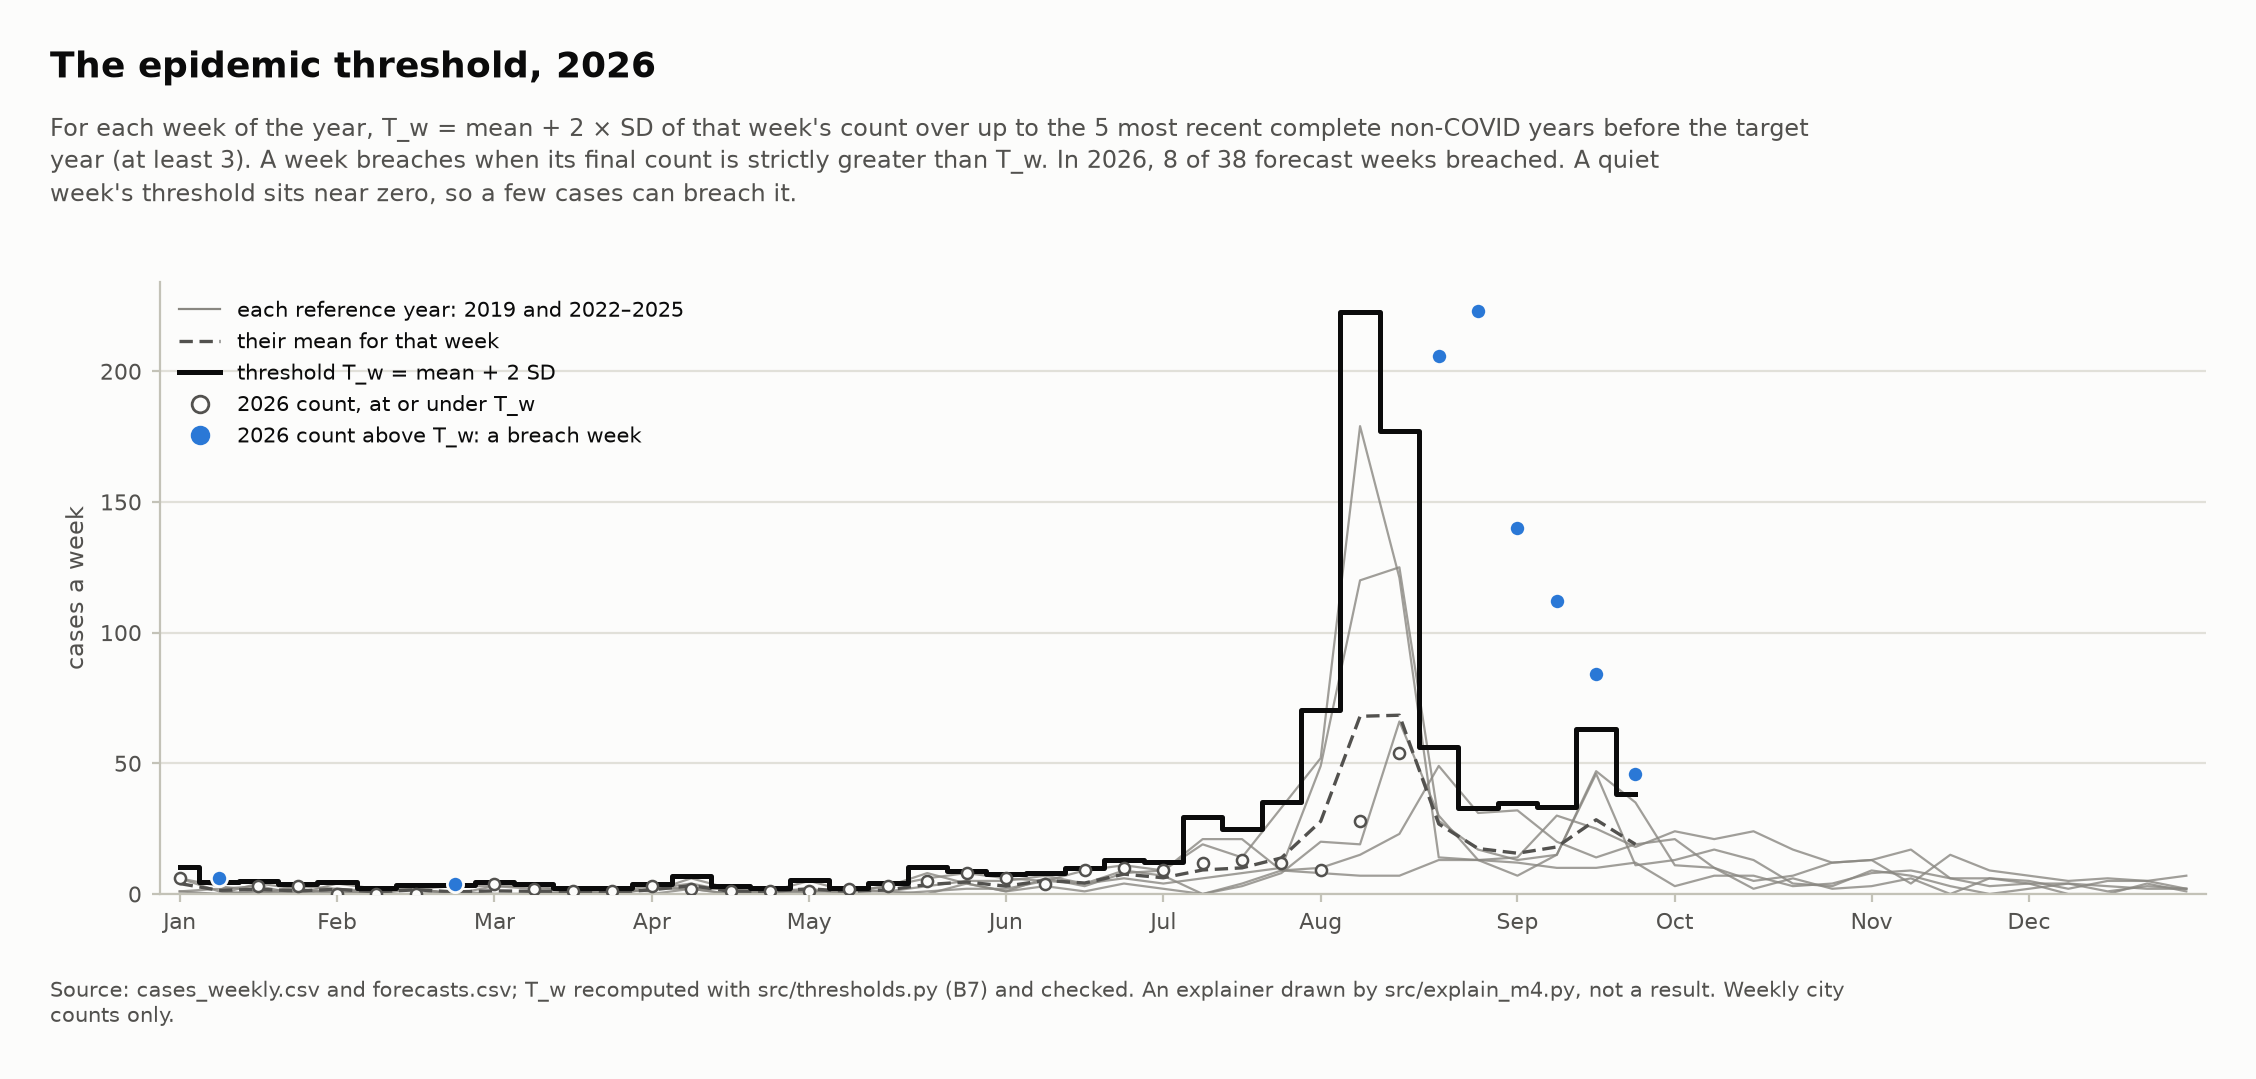 The epidemic threshold, 2026
For each week of the year, T_w = mean + 2 × SD of that week's count over up to the 5 most recent complete non-COVID years before the target
year (at least 3). A week breaches when its final count is strictly greater than T_w. In 2026, 8 of 38 forecast weeks breached. A quiet
week's threshold sits near zero, so a few cases can breach it.
each reference year: 2019 and 2022–2025
their mean for that week
threshold T_w = mean + 2 SD
2026 count, at or under T_w
2026 count above T_w: a breach week
cases a week
200
150
100
50
0
Jan Feb Mar Apr May Jun Jul Aug Sep Oct Nov Dec
Source: cases_weekly.csv and forecasts.csv; T_w recomputed with src/thresholds.py (B7) and checked. An explainer drawn by src/explain_m4.py, not a result. Weekly city
counts only.